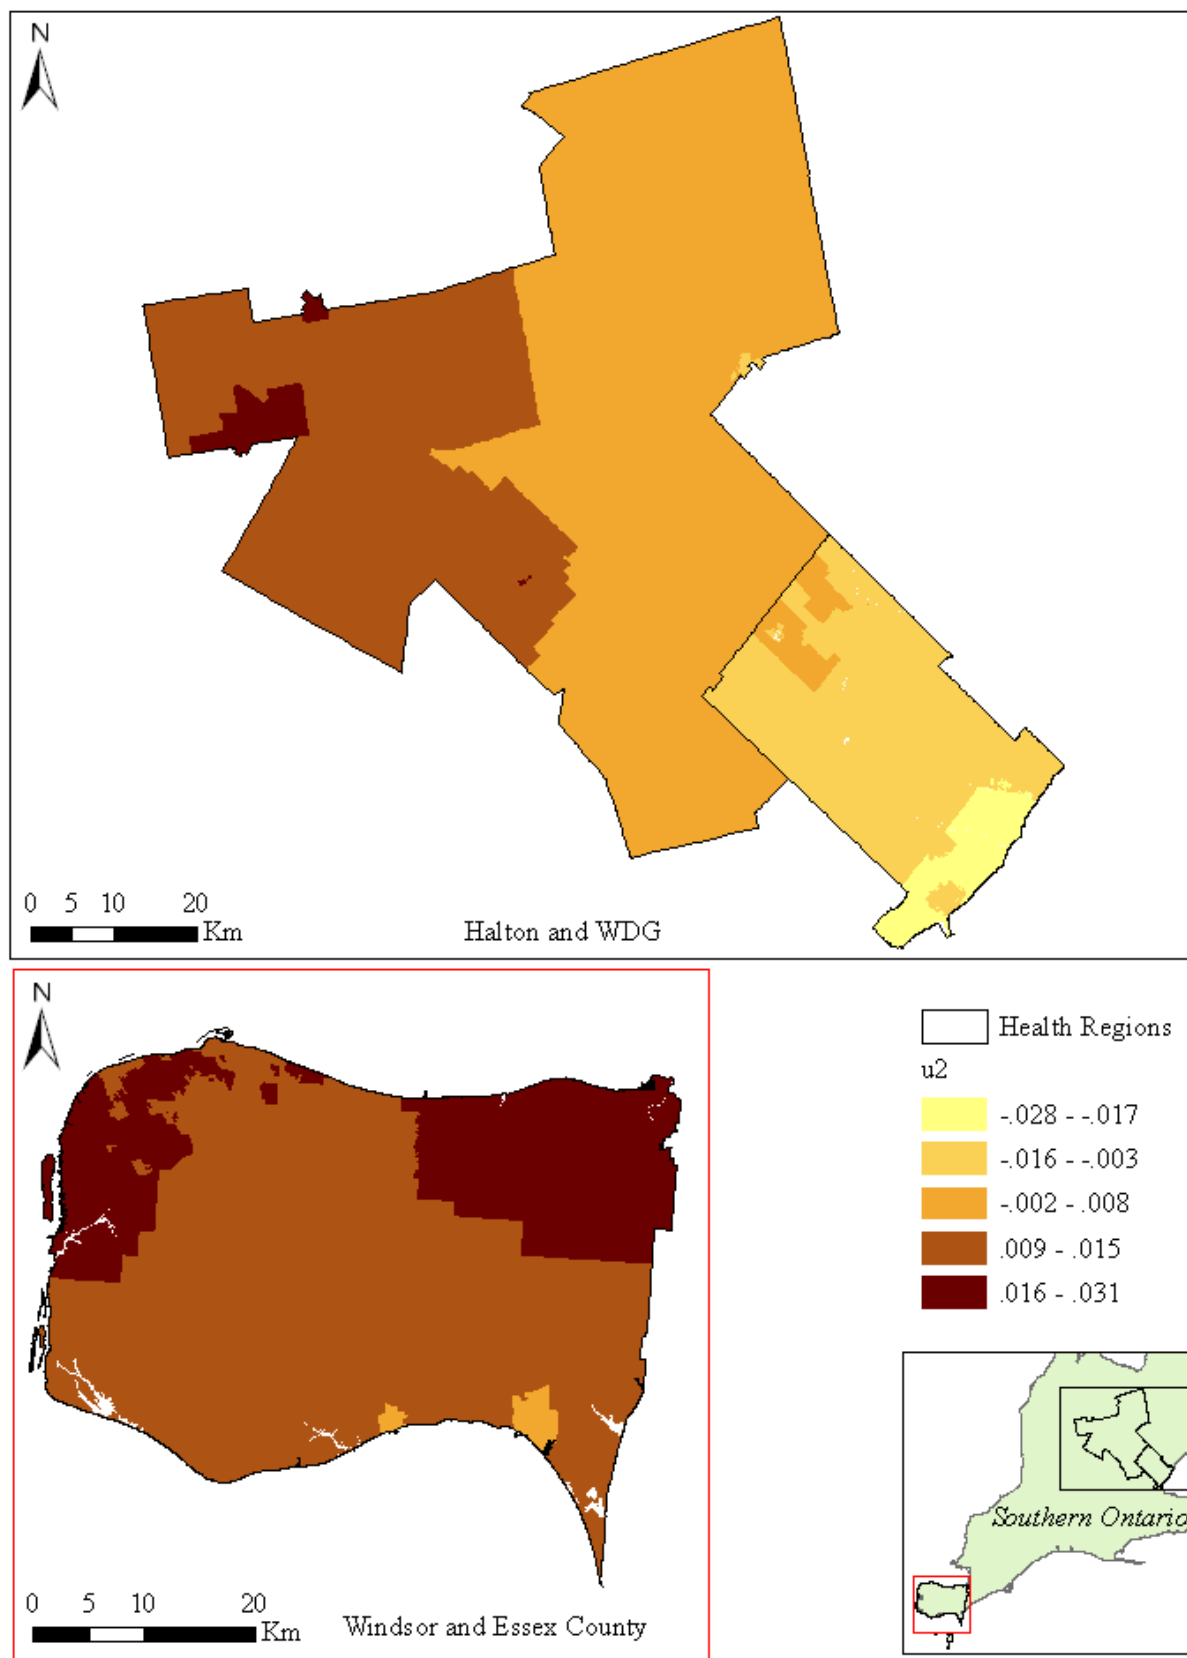 N
0 5 10 20
Km
Halton and WDG
N
0 5 10 20
Km
Windsor and Essex County
Health Regions
u2
-.028 - -.017
-.016 - -.003
-.002 - .008
.009 - .015
.016 - .031
Southern Ontario